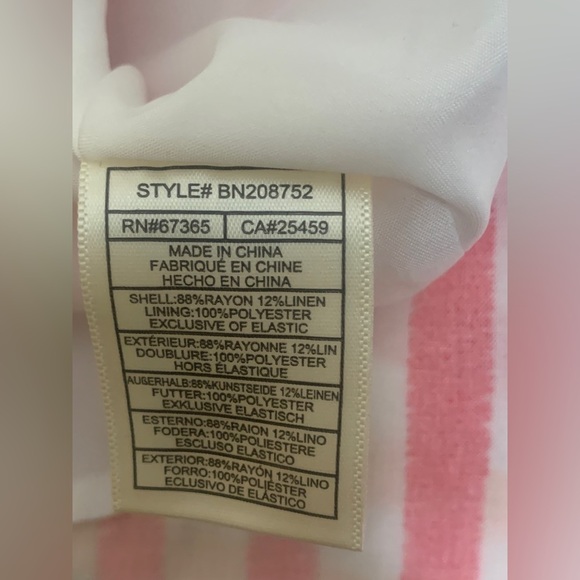 STYLE# BN208752
RN#67365 CA#25459
MADE IN CHINA
FABRIQUÉ EN CHINE
HECHO EN CHINA
SHELL:88%RAYON 12%LINEN
LINING:100%POLYESTER
EXCLUSIVE OF ELASTIC
EXTÉRIEUR:88%RAYONNE 12%LIN
DOUBLURE:100%POLYESTER
HORS ÉLASTIQUE
AUGERHALB:88%KUNSTSEIDE 12%LEINEN
FUTTER:100%POLYESTER
EXKLUSIVE ELASTISCH
ESTERNO:88%RAION 12%LINO
FODERA:100%POLIESTERE
ESCLUSO ELASTICO
EXTERIOR:88%RAYÓN 12%LINO
FORRO:100%POLIÉSTER
ECLUSIVO DE ELÁSTICO